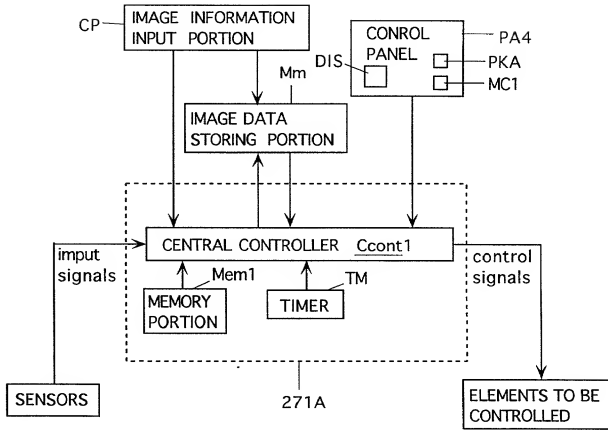 CP
IMAGE INFORMATION
INPUT PORTION
CONROL
PANEL
PA4
DIS
PKA
MC1
Mm
IMAGE DATA
STORING PORTION
CENTRAL CONTROLLER Ccont1
imput
signals
control
signals
Mem1
TM
MEMORY
PORTION
TIMER
271A
SENSORS
ELEMENTS TO BE
CONTROLLED